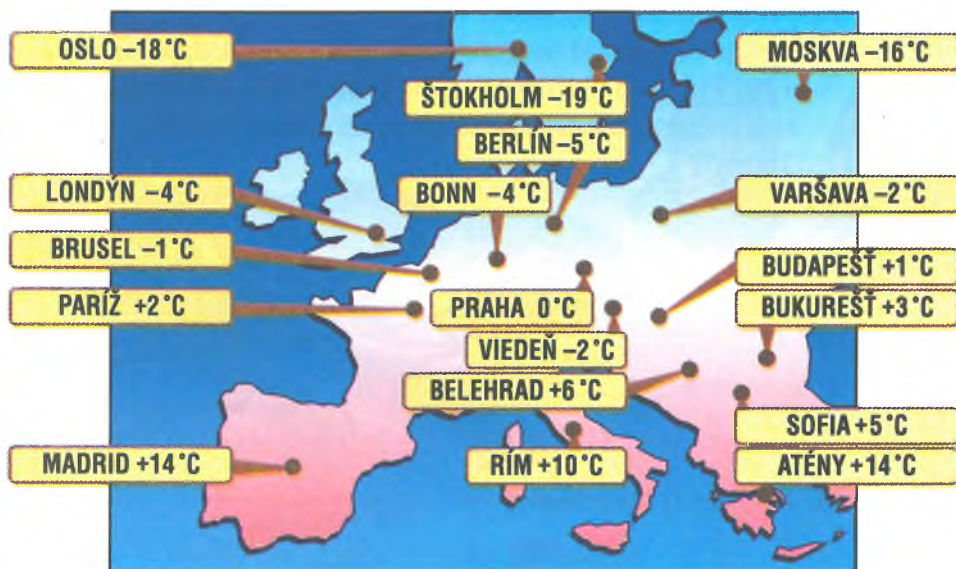 OSLO –18 °C
MOSKVA –16 °C
ŠTOKHOLM –19 °C
BERLÍN –5 °C
LONDÝN –4 °C
BONN –4 °C
VARŠAVA –2 °C
BRUSEL –1 °C
BUDAPEŠŤ +1 °C
PARÍŽ +2 °C
PRAHA 0 °C
BUKUREŠŤ +3 °C
VIEDEŇ –2 °C
BELEHRAD +6 °C
SOFIA +5 °C
MADRID +14 °C
RÍM +10 °C
ATÉNY +14 °C